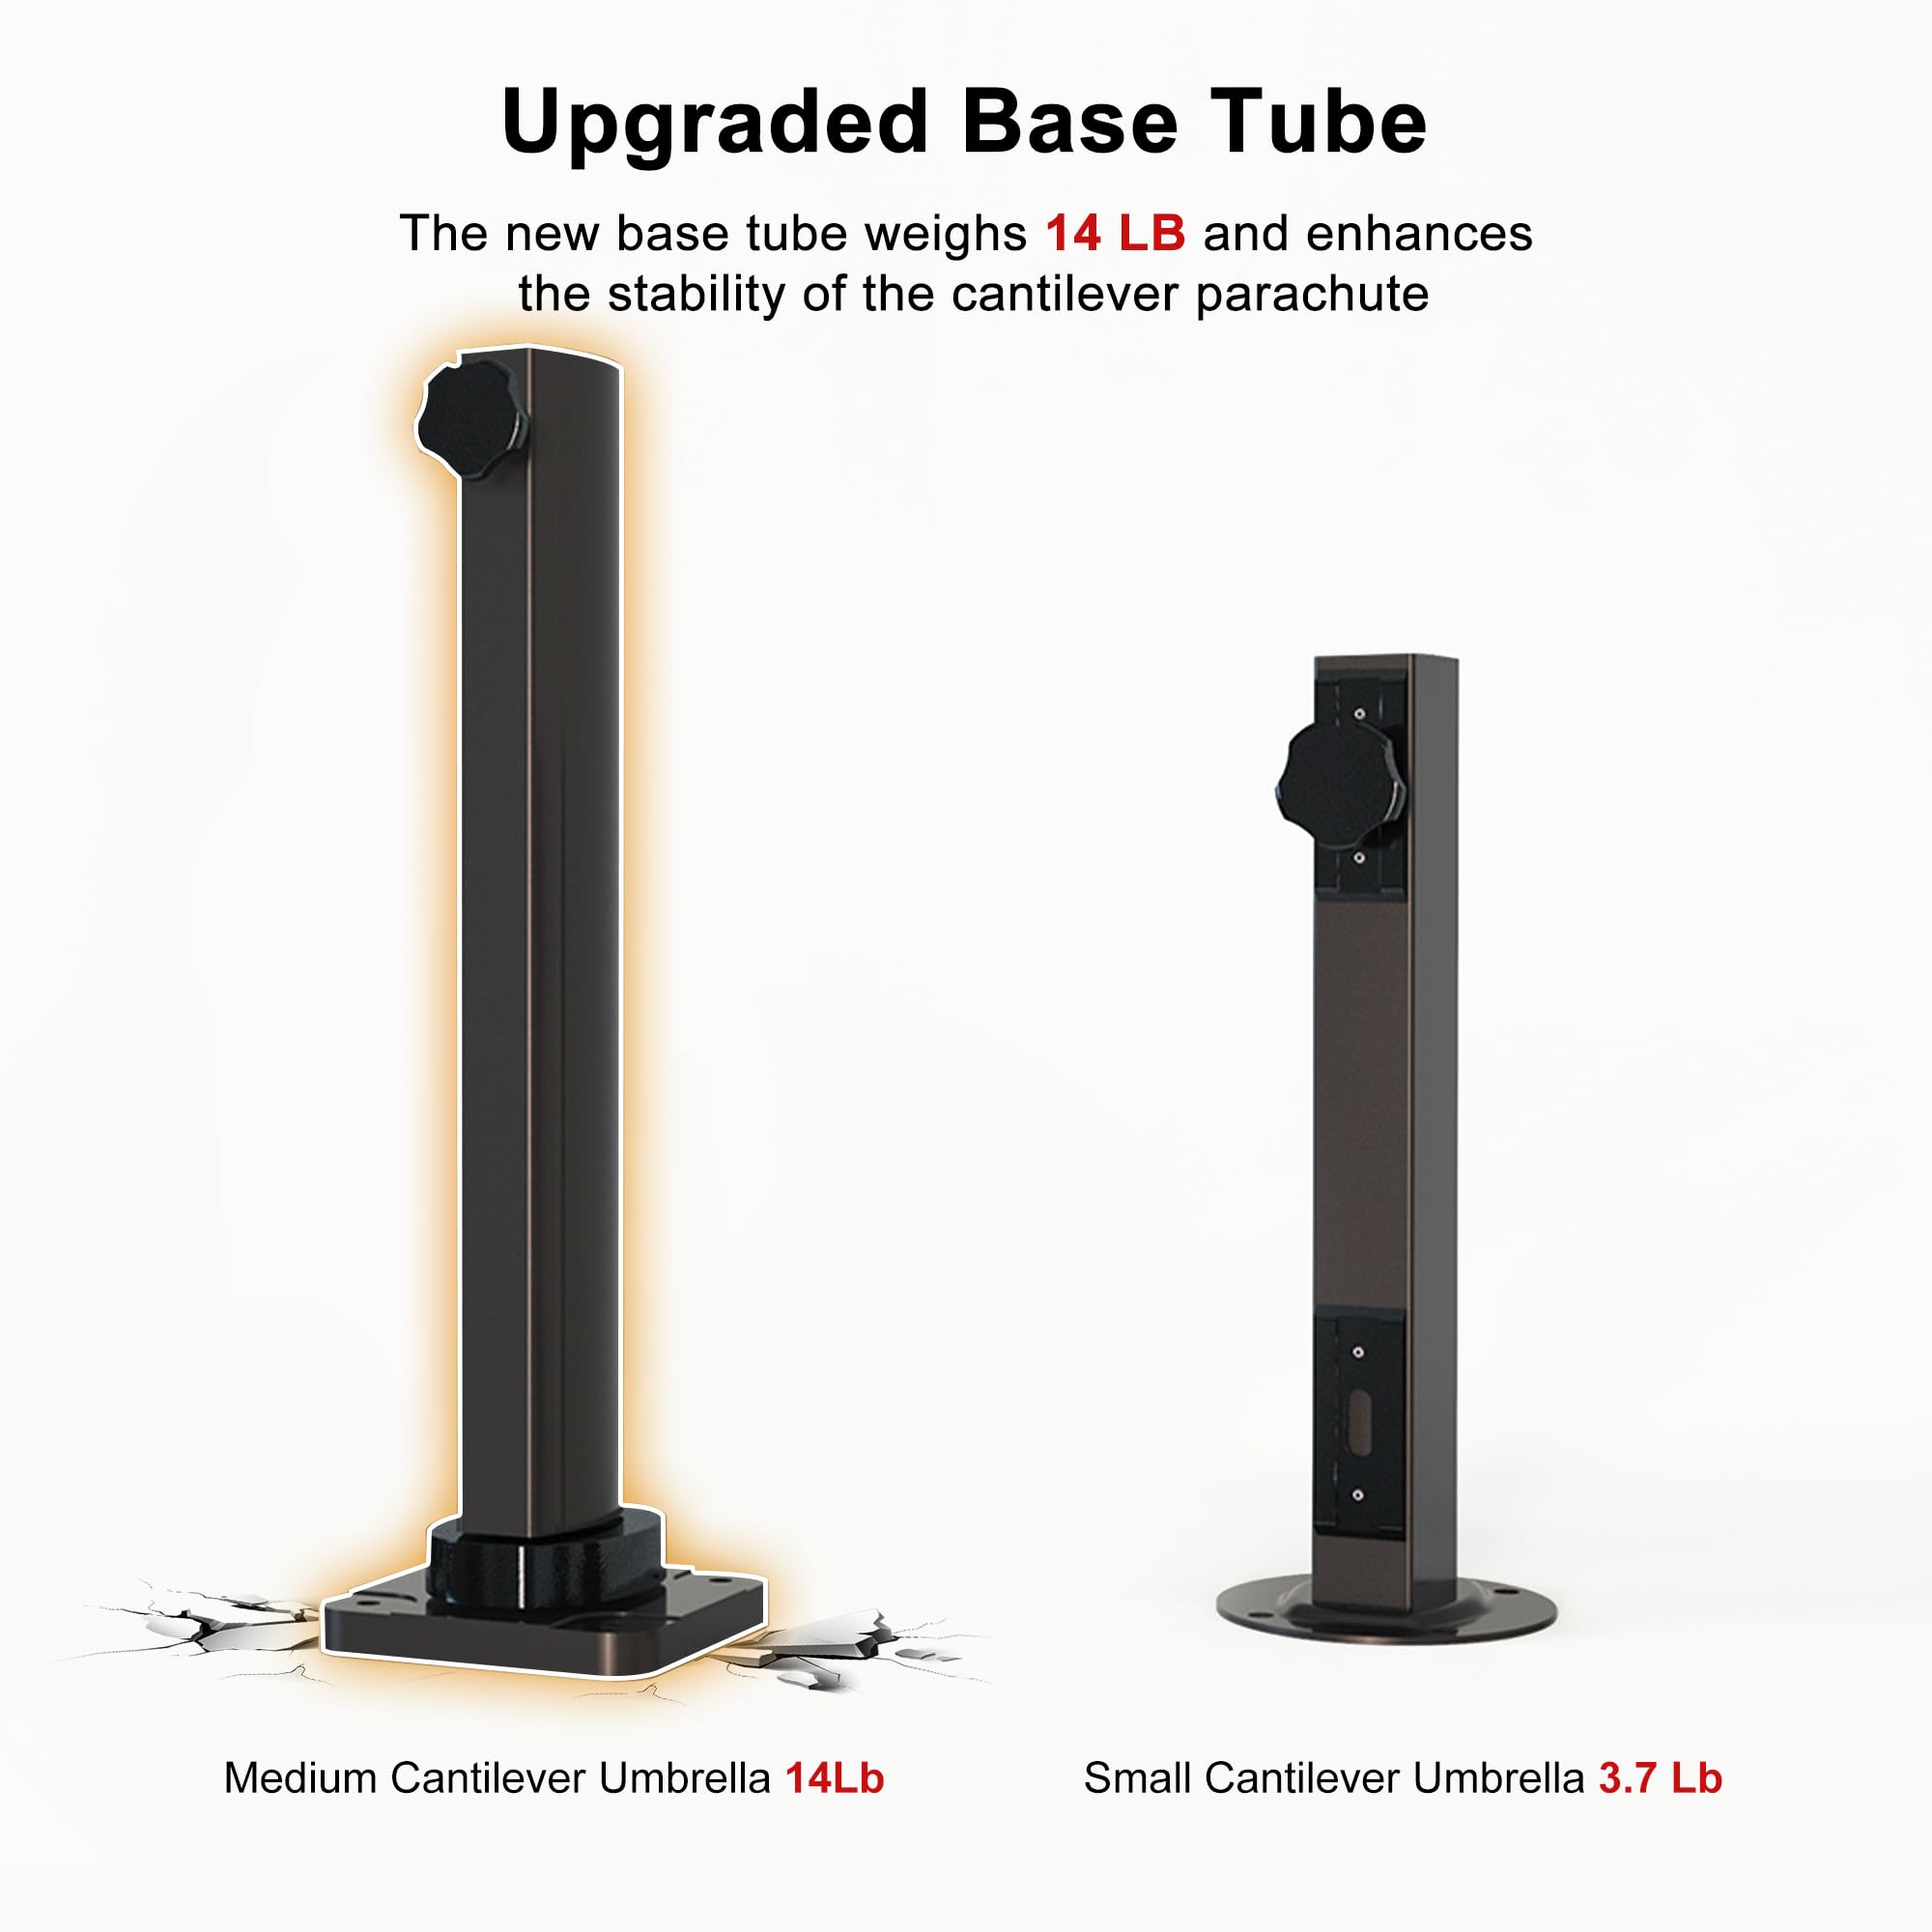 Upgraded Base Tube
The new base tube weighs 14 LB and enhances
the stability of the cantilever parachute
Medium Cantilever Umbrella 14Lb
Small Cantilever Umbrella 3.7 Lb